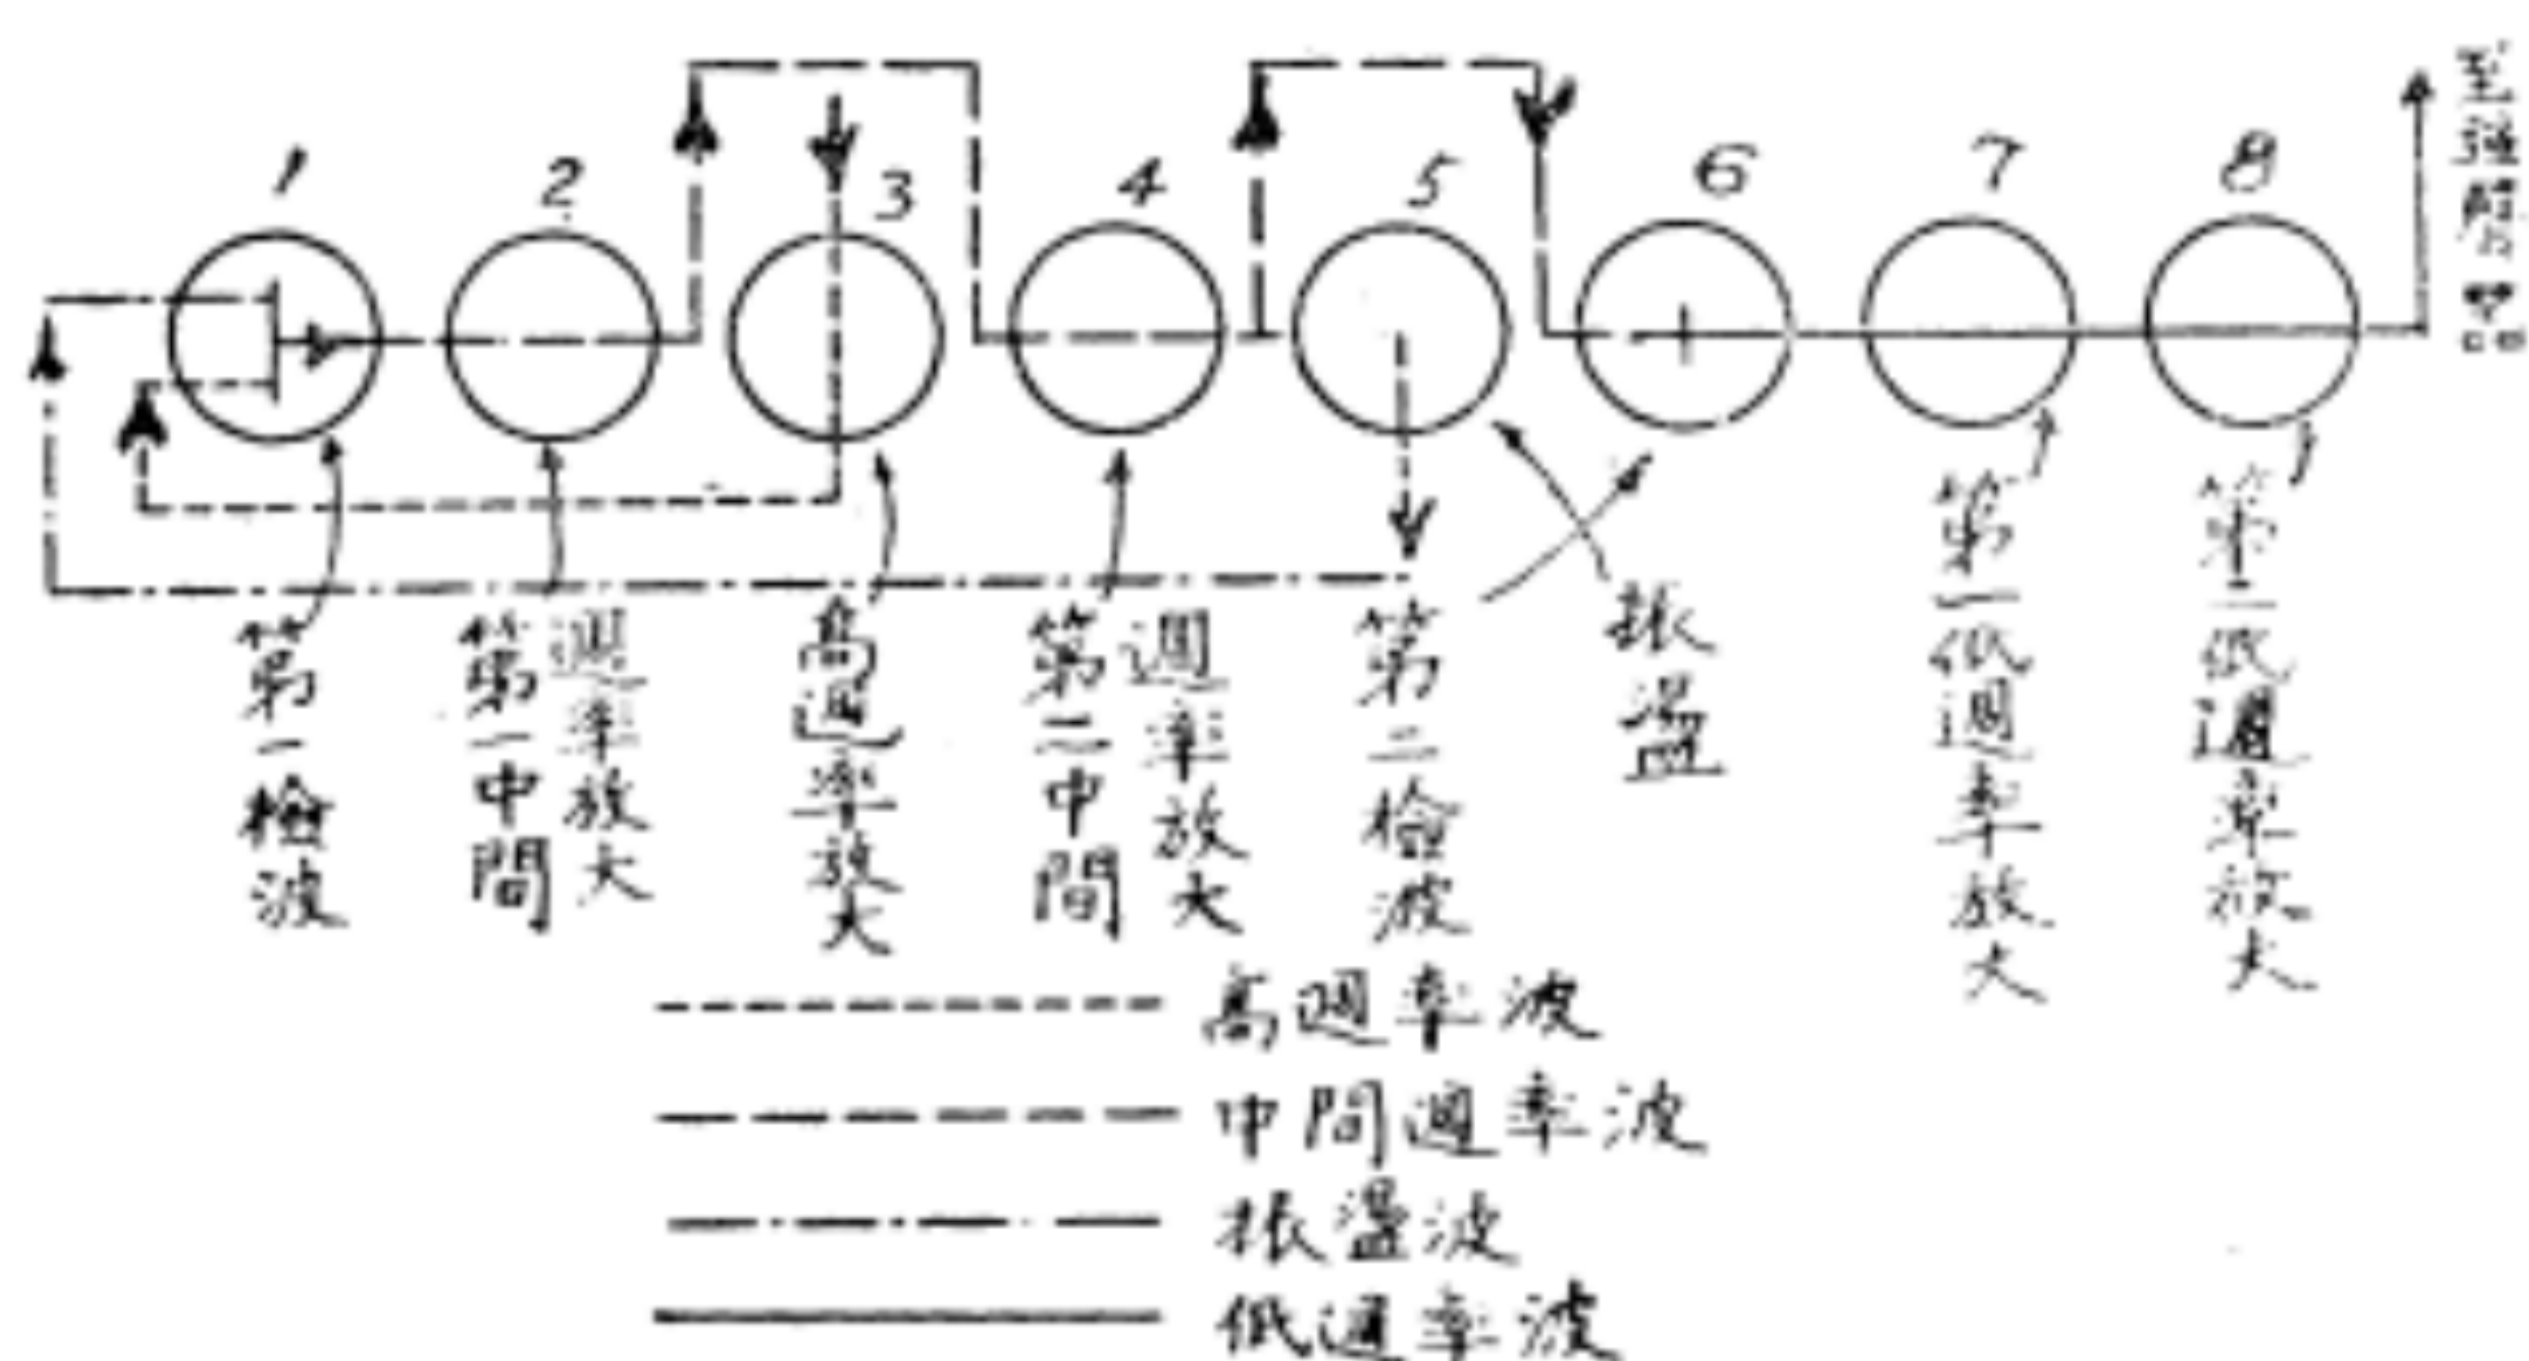 1
2
3
4
5
6
7
8
至聽筒
第一檢波
第一中間
週率放大
高週率放大
第二中間
週率放大
第二檢波
振盪
第一低週率放大
第二低週率放大
高週率波
中間週率波
振盪波
低週率波